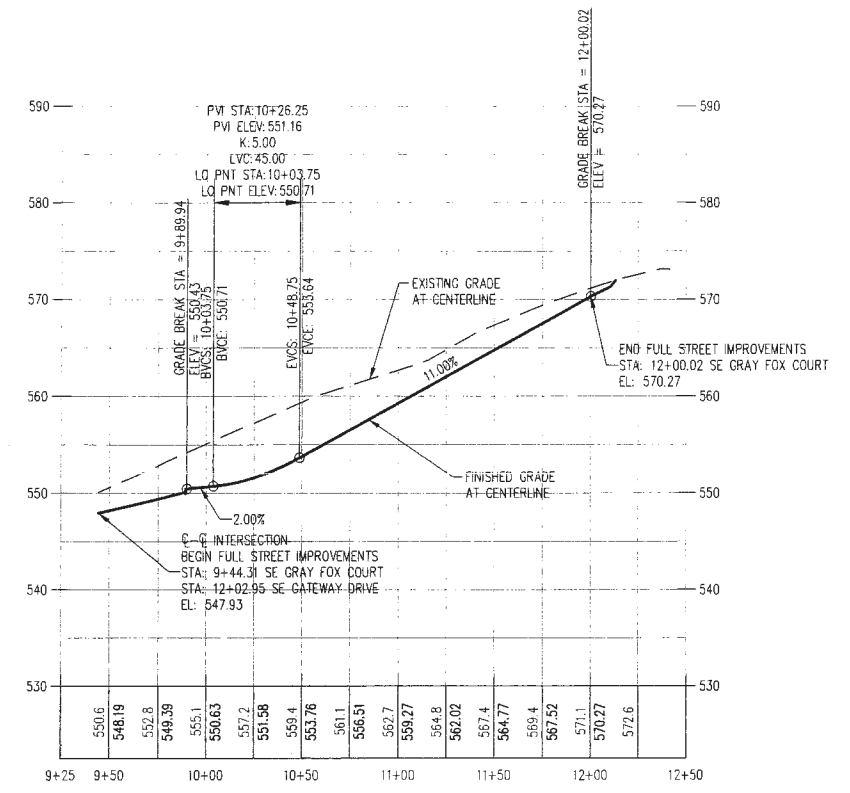 GRADE BREAK STA = 12+00.02
ELEV = 570.27
590
590
PVI STA:10+26.25
PVI ELEV:551.16
K:5.00
LVC:45.00
LO PNT STA:10+03.75
LO PNT ELEV:550.71
580
580
GRADE BREAK STA = 9+89.94
ELEV = 550.43
BVCS: 10+03.75
BVCE: 550.71
EVCS: 10+48.75
EVCE: 553.64
EXISTING GRADE
AT CENTERLINE
570
570
11.00%
END FULL STREET IMPROVEMENTS
STA: 12+00.02 SE GRAY FOX COURT
EL: 570.27
560
560
FINISHED GRADE
AT CENTERLINE
550
550
2.00%
℄-℄ INTERSECTION
BEGIN FULL STREET IMPROVEMENTS
STA: 9+44.31 SE GRAY FOX COURT
STA: 12+02.95 SE GATEWAY DRIVE
EL: 547.93
540
540
530
530
550.6 548.19 552.8 549.39 555.1 550.63 557.2 551.58 559.4 553.76 561.1 556.51 562.7 559.27 564.8 562.02 567.4 564.77 569.4 567.52 571.1 570.27 572.6
9+25 9+50 10+00 10+50 11+00 11+50 12+00 12+50